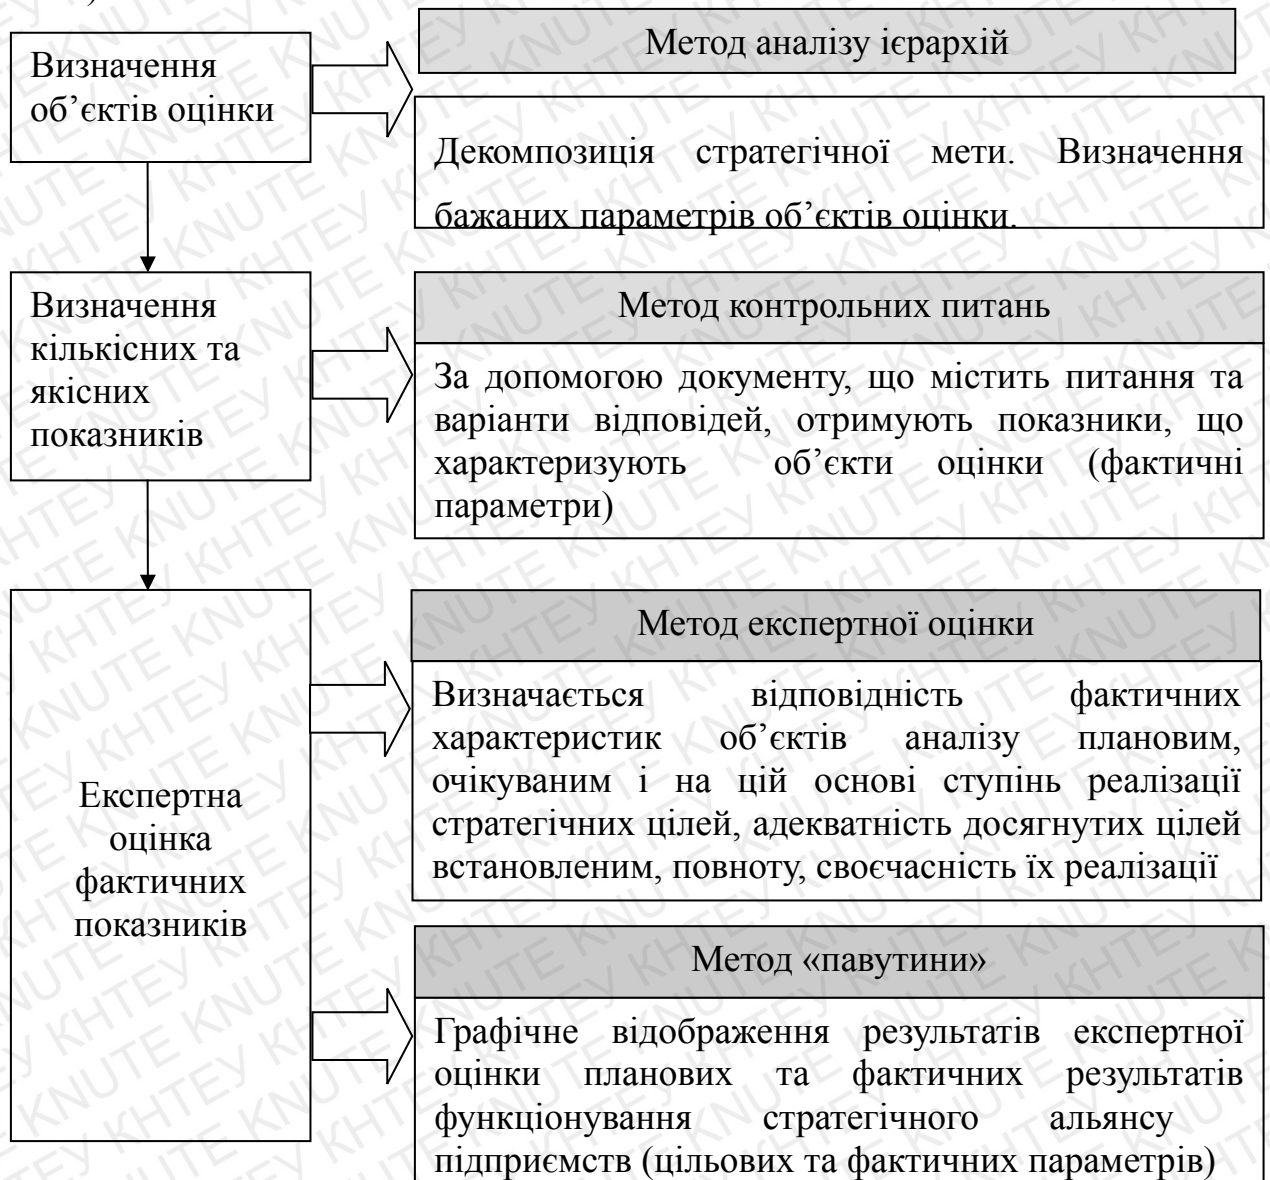 )
Визначення
об’єктів оцінки
Метод аналізу ієрархій
Декомпозиція стратегічної мети. Визначення
бажаних параметрів об’єктів оцінки.
Визначення
кількісних та
якісних
показників
Метод контрольних питань
За допомогою документу, що містить питання та
варіанти відповідей, отримують показники, що
характеризують об’єкти оцінки (фактичні
параметри)
Експертна
оцінка
фактичних
показників
Метод експертної оцінки
Визначається відповідність фактичних
характеристик об’єктів аналізу плановим,
очікуваним і на цій основі ступінь реалізації
стратегічних цілей, адекватність досягнутих цілей
встановленим, повноту, своєчасність їх реалізації
Метод «павутини»
Графічне відображення результатів експертної
оцінки планових та фактичних результатів
функціонування стратегічного альянсу
підприємств (цільових та фактичних параметрів)